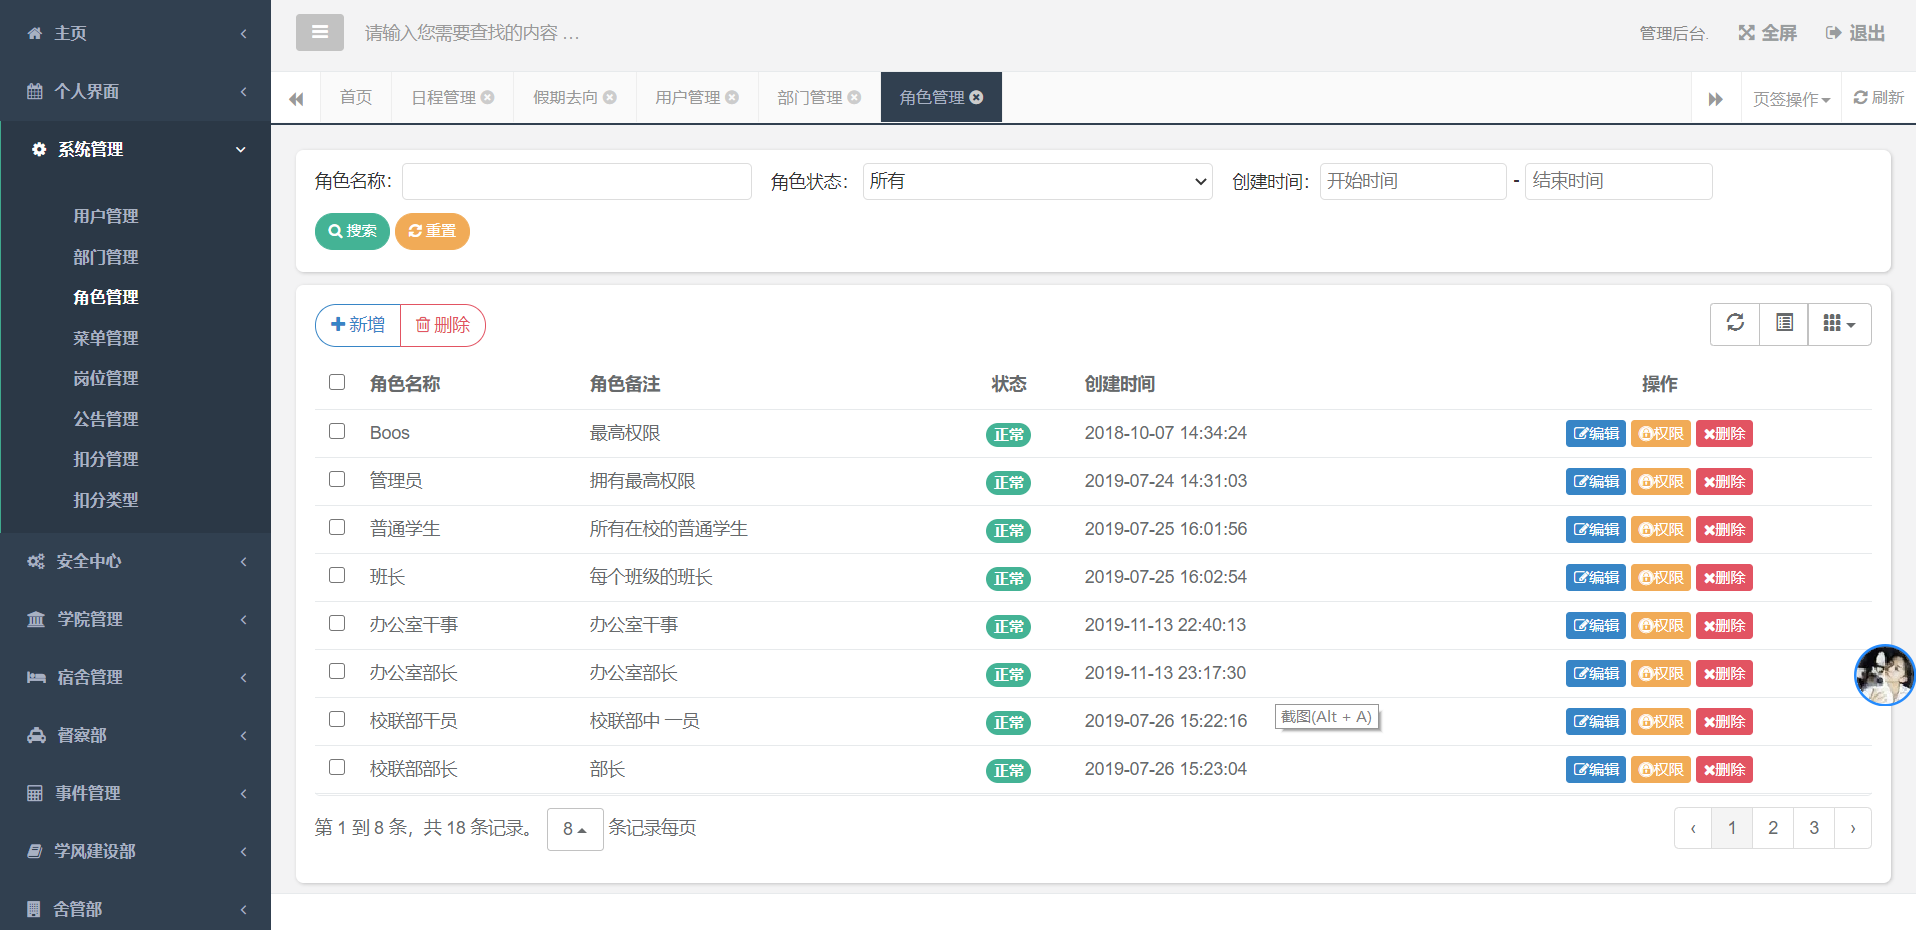 主页
个人界面
系统管理
用户管理
部门管理
角色管理
菜单管理
岗位管理
公告管理
扣分管理
扣分类型
安全中心
学院管理
宿舍管理
督察部
事件管理
学风建设部
舍管部
请输入您需要查找的内容 …
管理后台. 全屏 退出
首页 日程管理 假期去向 用户管理 部门管理 角色管理 页签操作 刷新
角色名称： 角色状态： 所有 创建时间： 开始时间 - 结束时间
搜索 重置
新增 删除
角色名称 角色备注 状态 创建时间 操作
Boos 最高权限 正常 2018-10-07 14:34:24 编辑 权限 删除
管理员 拥有最高权限 正常 2019-07-24 14:31:03 编辑 权限 删除
普通学生 所有在校的普通学生 正常 2019-07-25 16:01:56 编辑 权限 删除
班长 每个班级的班长 正常 2019-07-25 16:02:54 编辑 权限 删除
办公室干事 办公室干事 正常 2019-11-13 22:40:13 编辑 权限 删除
办公室部长 办公室部长 正常 2019-11-13 23:17:30 编辑 权限 删除
校联部干员 校联部中 一员 正常 2019-07-26 15:22:16 截图(Alt + A) 编辑 权限 删除
校联部部长 部长 正常 2019-07-26 15:23:04 编辑 权限 删除
第 1 到 8 条，共 18 条记录。 8 条记录每页 ‹ 1 2 3 ›